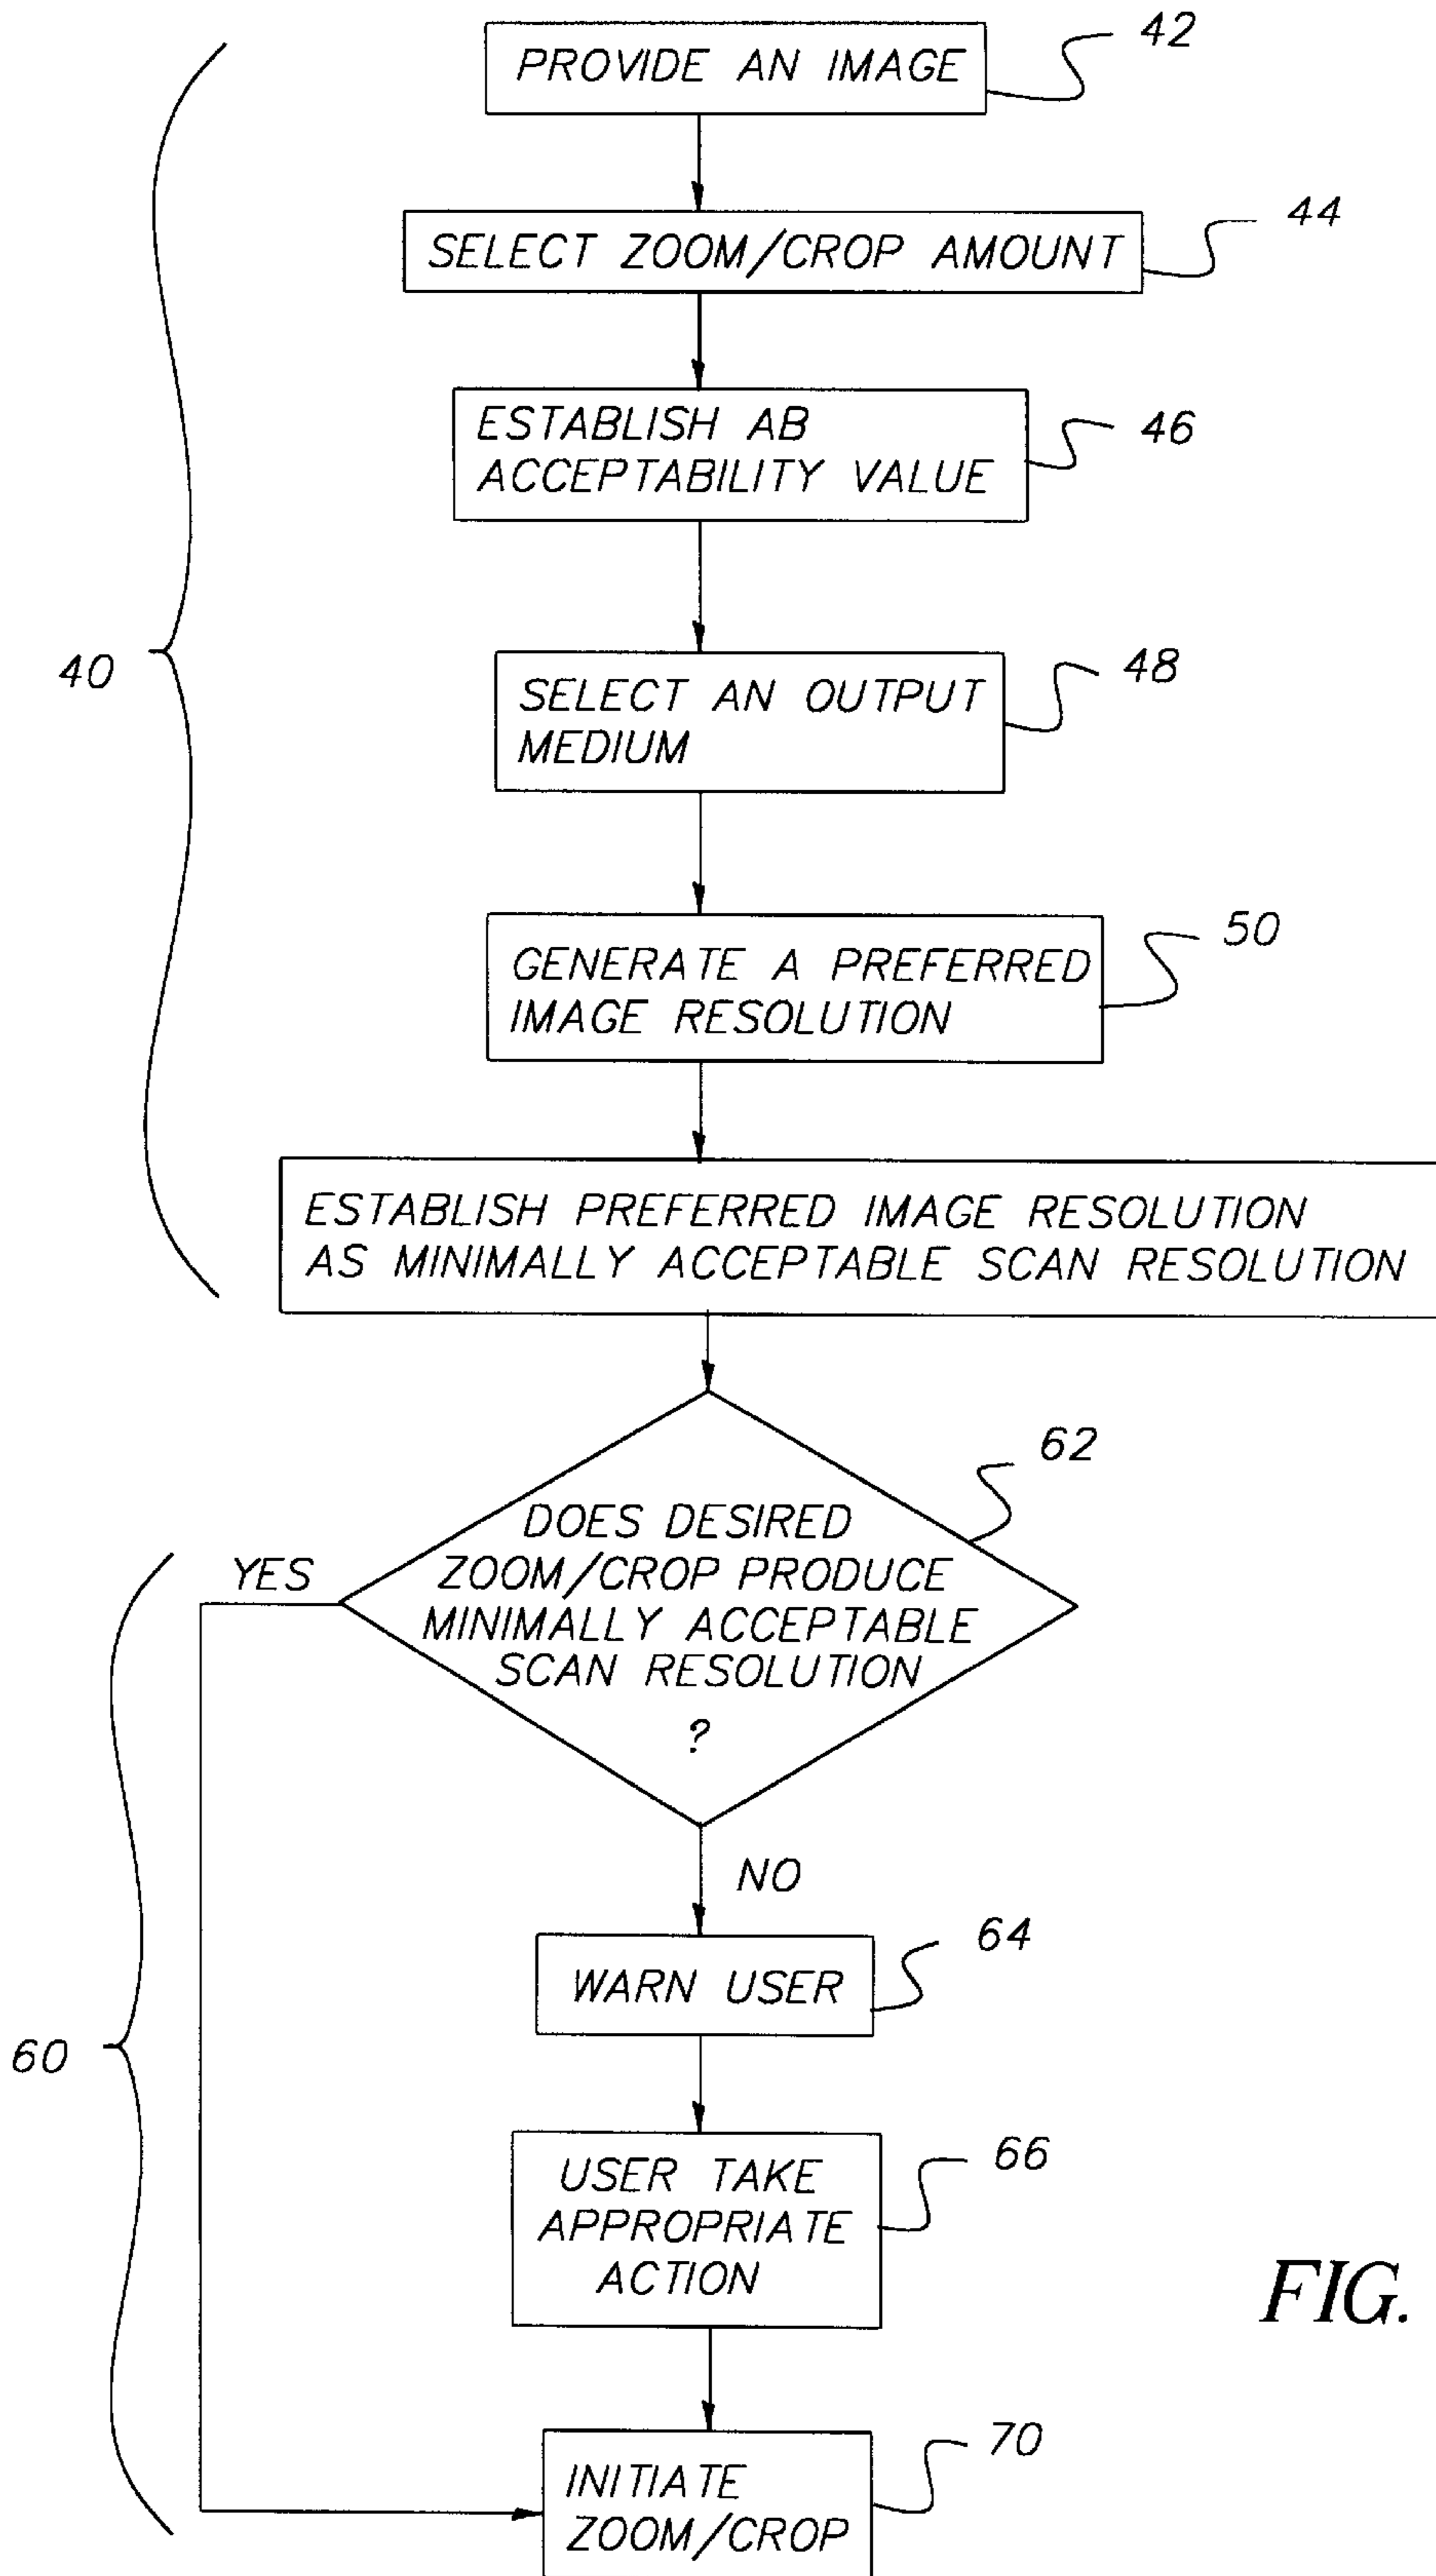 PROVIDE AN IMAGE
42
SELECT ZOOM/CROP AMOUNT
44
ESTABLISH AB
ACCEPTABILITY VALUE
46
SELECT AN OUTPUT
MEDIUM
48
40
GENERATE A PREFERRED
IMAGE RESOLUTION
50
ESTABLISH PREFERRED IMAGE RESOLUTION
AS MINIMALLY ACCEPTABLE SCAN RESOLUTION
62
DOES DESIRED
ZOOM/CROP PRODUCE
MINIMALLY ACCEPTABLE
SCAN RESOLUTION
?
YES
NO
64
WARN USER
60
66
USER TAKE
APPROPRIATE
ACTION
FIG.
70
INITIATE
ZOOM/CROP